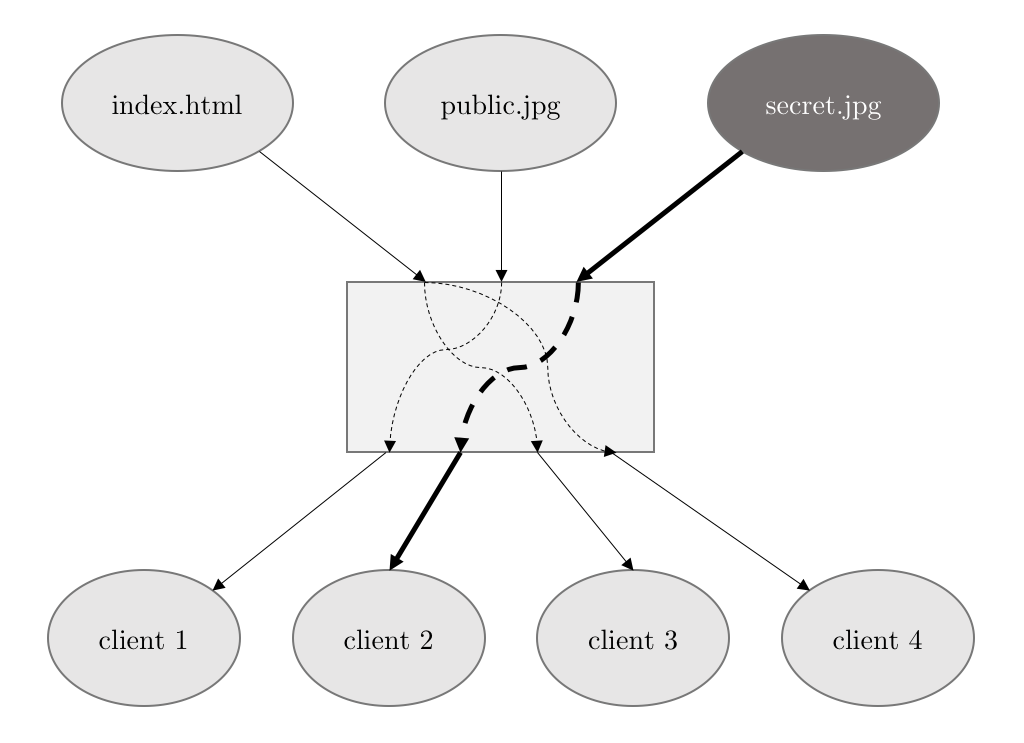 index.html
public.jpg
secret.jpg
client 1
client 2
client 3
client 4